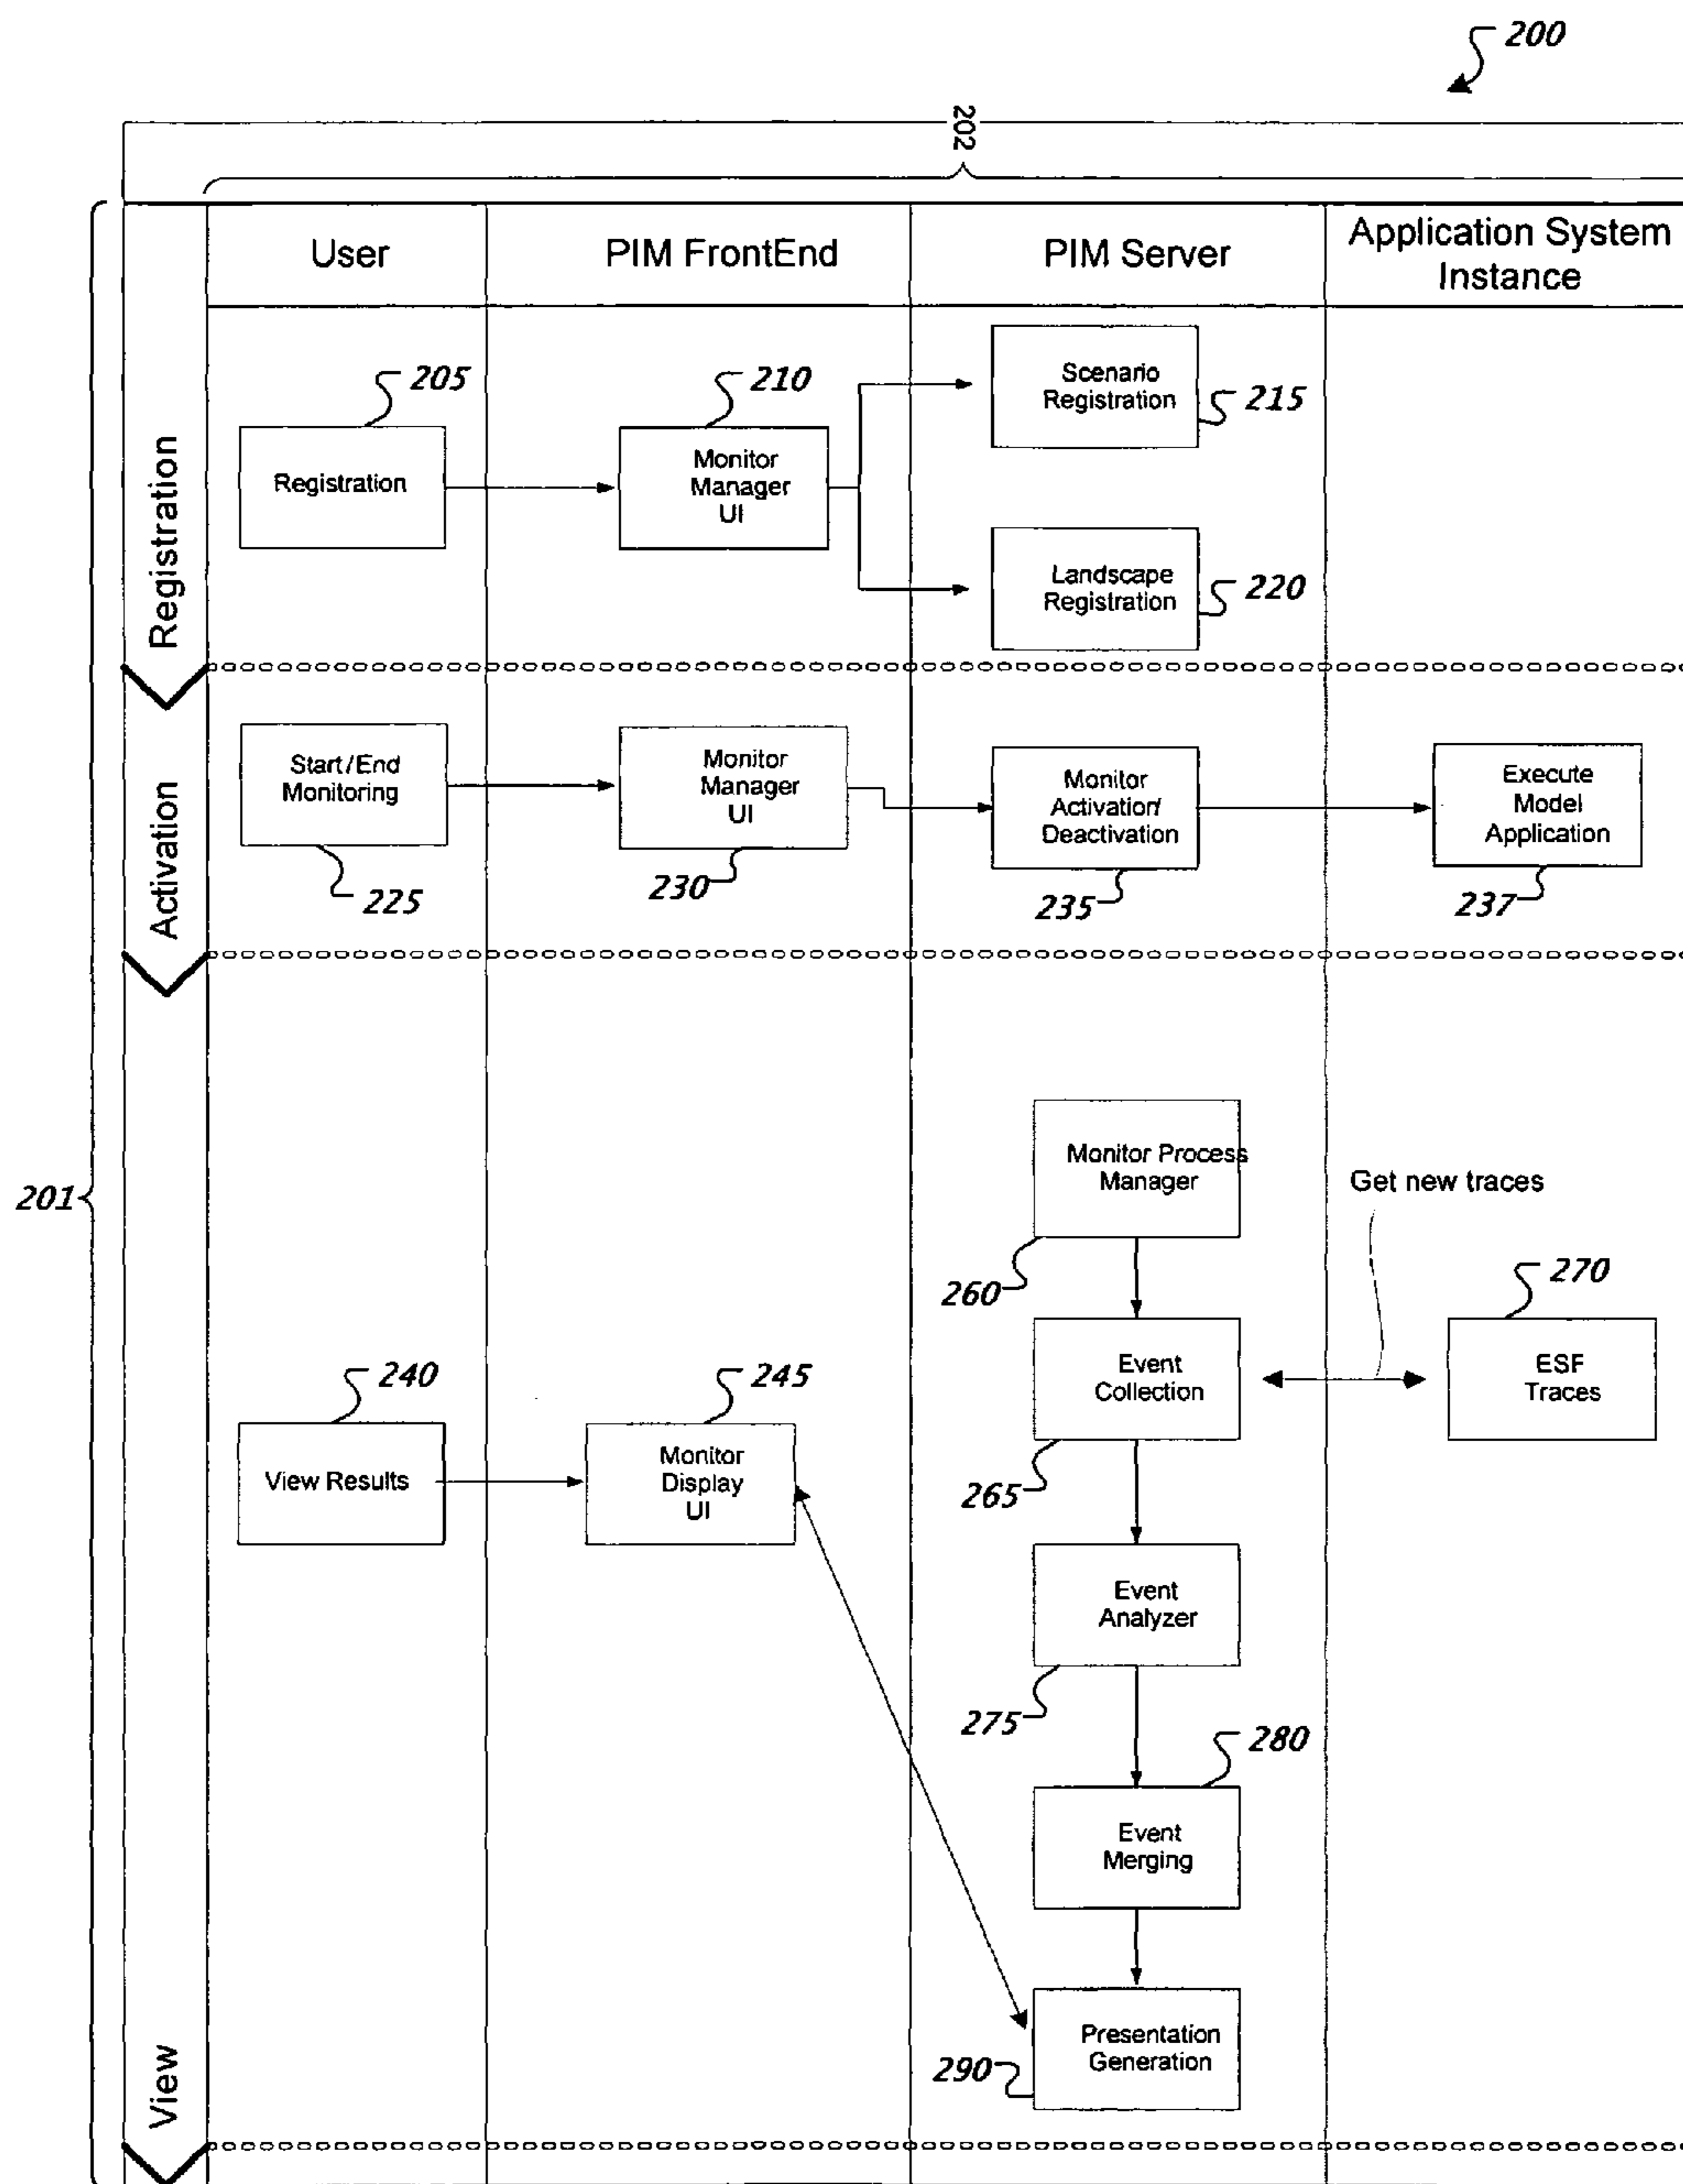 200
202
User
PIM FrontEnd
PIM Server
Application System
Instance
Registration
205
Registration
210
Monitor
Manager
UI
Scenario
Registration
215
Landscape
Registration
220
Activation
Start/End
Monitoring
225
Monitor
Manager
UI
230
Monitor
Activation/
Deactivation
235
Execute
Model
Application
237
201
View
Monitor Process
Manager
260
Get new traces
Event
Collection
265
270
ESF
Traces
240
View Results
245
Monitor
Display
UI
Event
Analyzer
275
280
Event
Merging
Presentation
Generation
290